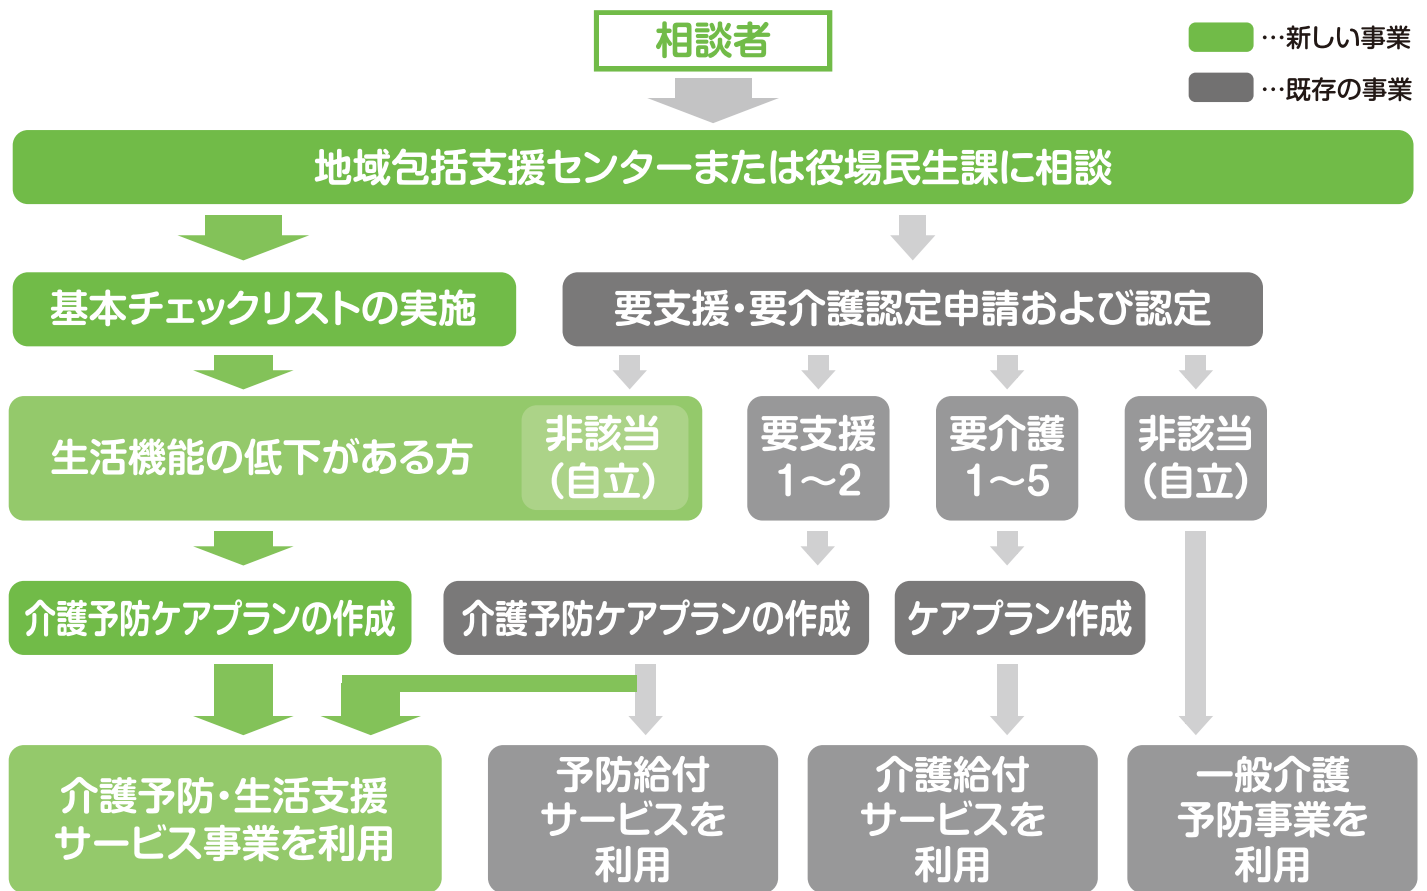 相談者
…新しい事業
…既存の事業
地域包括支援センターまたは役場民生課に相談
基本チェックリストの実施
要支援・要介護認定申請および認定
生活機能の低下がある方
非該当
(自立)
要支援
1～2
要介護
1～5
非該当
(自立)
介護予防ケアプランの作成
介護予防ケアプランの作成
ケアプラン作成
介護予防・生活支援
サービス事業を利用
予防給付
サービスを
利用
介護給付
サービスを
利用
一般介護
予防事業を
利用